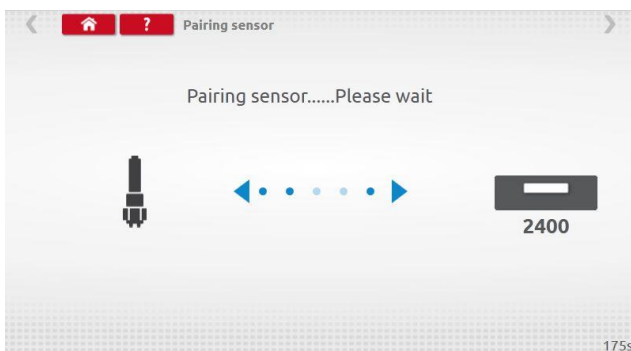 ? Pairing sensor
Pairing sensor......Please wait
2400
175s